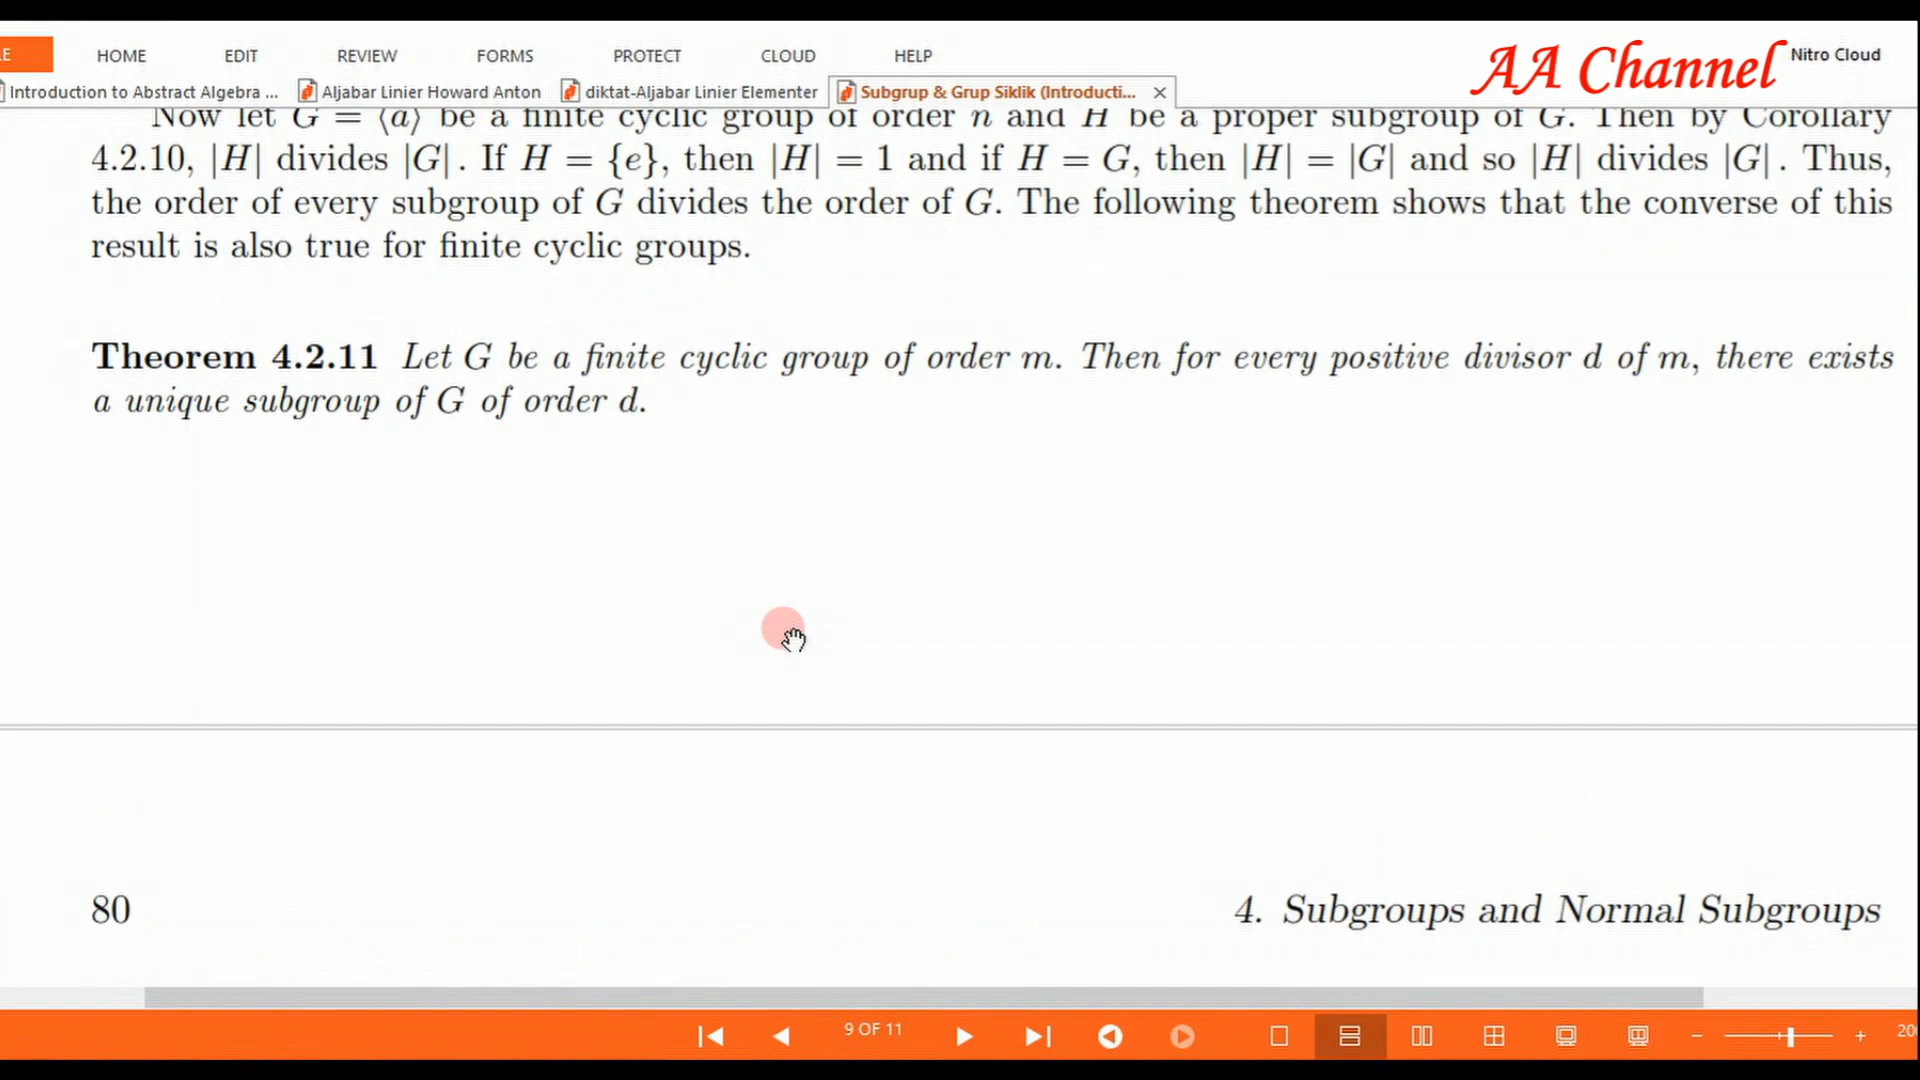 LE HOME EDIT REVIEW FORMS PROTECT CLOUD HELP AA Channel Nitro Cloud
Introduction to Abstract Algebra ... Aljabar Linier Howard Anton diktat-Aljabar Linier Elementer Subgrup & Grup Siklik (Introducti... ×
Now let G = ⟨a⟩ be a finite cyclic group of order n and H be a proper subgroup of G. Then by Corollary
4.2.10, |H| divides |G|. If H = {e}, then |H| = 1 and if H = G, then |H| = |G| and so |H| divides |G|. Thus,
the order of every subgroup of G divides the order of G. The following theorem shows that the converse of this
result is also true for finite cyclic groups.
Theorem 4.2.11 Let G be a finite cyclic group of order m. Then for every positive divisor d of m, there exists
a unique subgroup of G of order d.
80 4. Subgroups and Normal Subgroups
9 OF 11 − +